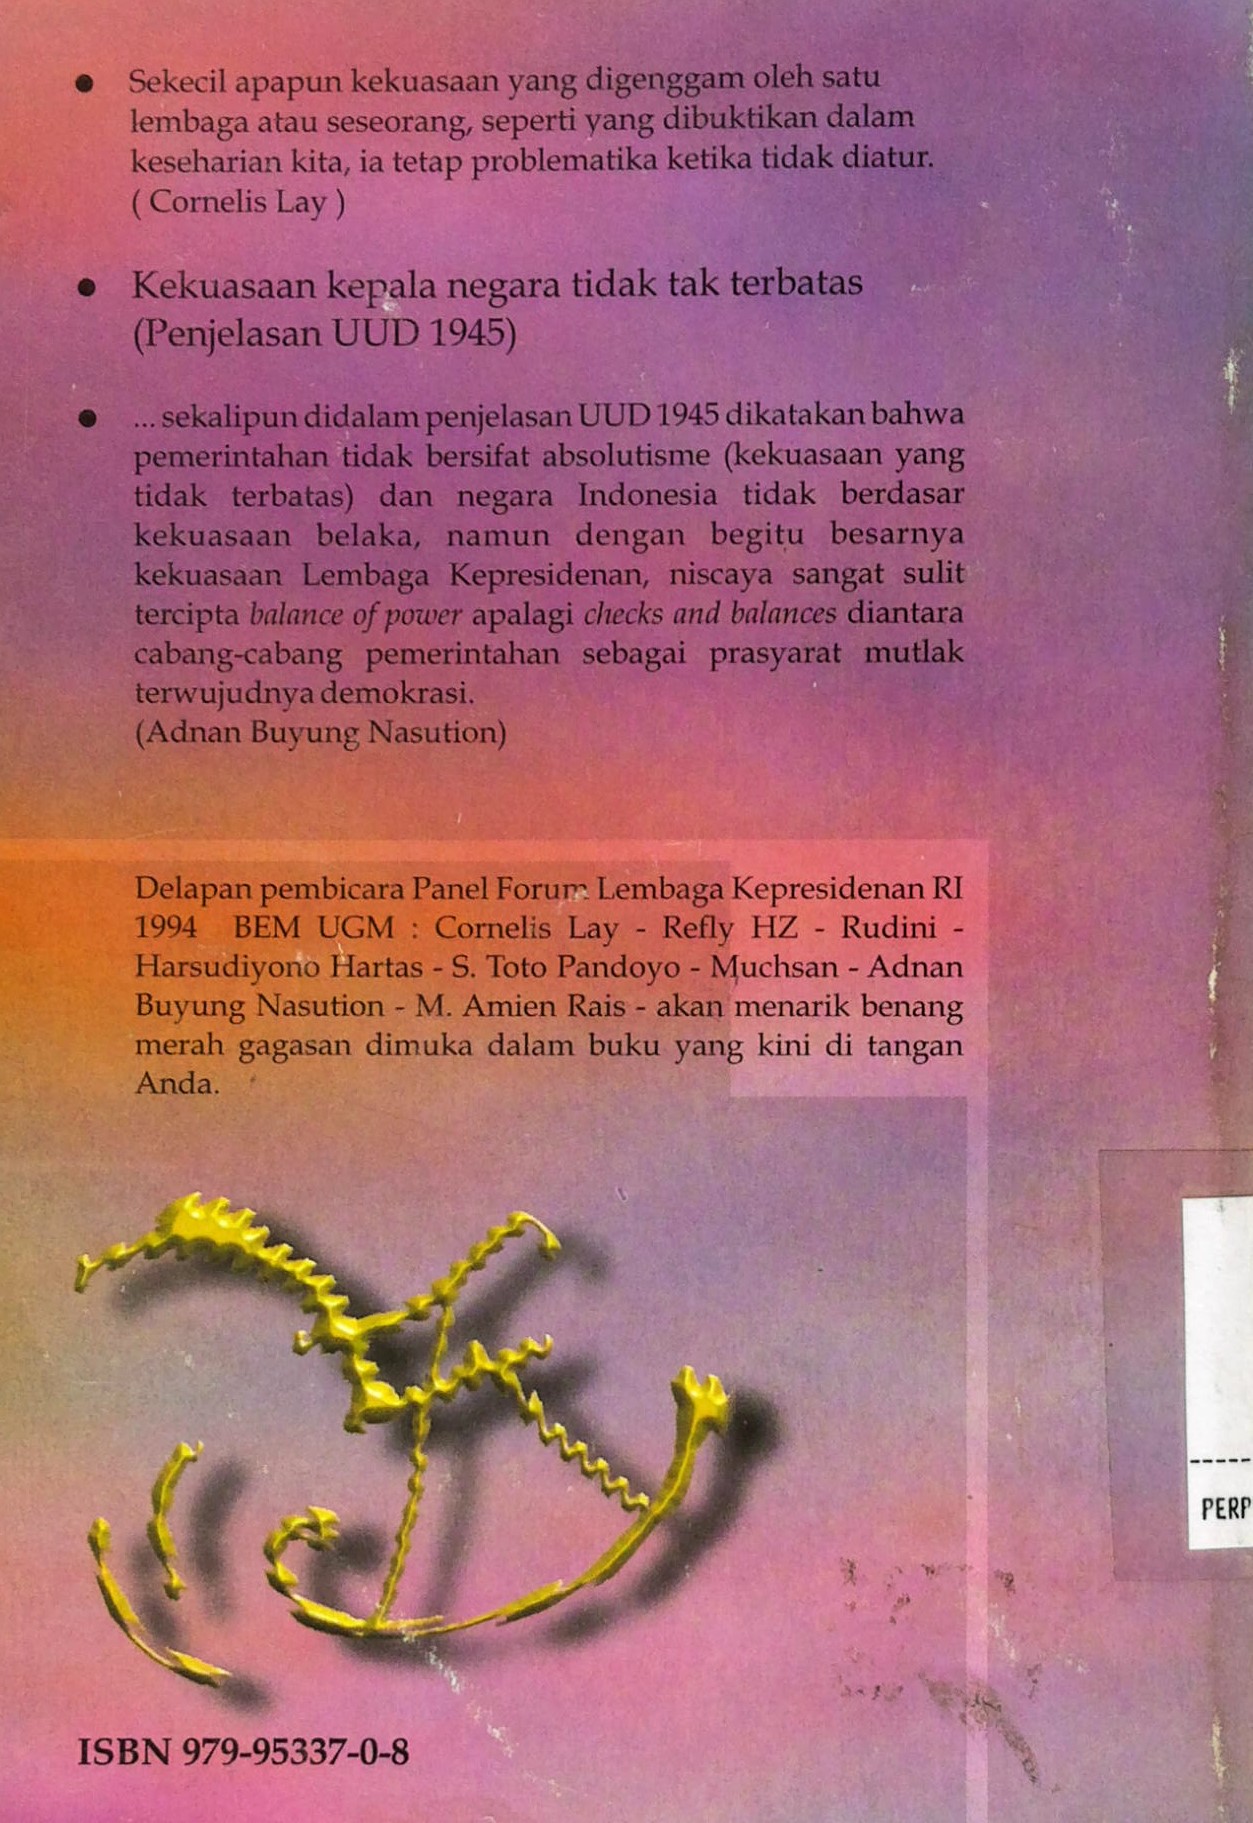 ● Sekecil apapun kekuasaan yang digenggam oleh satu
lembaga atau seseorang, seperti yang dibuktikan dalam
keseharian kita, ia tetap problematika ketika tidak diatur.
( Cornelis Lay )
● Kekuasaan kepala negara tidak tak terbatas
(Penjelasan UUD 1945)
● ... sekalipun didalam penjelasan UUD 1945 dikatakan bahwa
pemerintahan tidak bersifat absolutisme (kekuasaan yang
tidak terbatas) dan negara Indonesia tidak berdasar
kekuasaan belaka, namun dengan begitu besarnya
kekuasaan Lembaga Kepresidenan, niscaya sangat sulit
tercipta balance of power apalagi checks and balances diantara
cabang-cabang pemerintahan sebagai prasyarat mutlak
terwujudnya demokrasi.
(Adnan Buyung Nasution)
Delapan pembicara Panel Forum Lembaga Kepresidenan RI
1994 BEM UGM : Cornelis Lay - Refly HZ - Rudini -
Harsudiyono Hartas - S. Toto Pandoyo - Muchsan - Adnan
Buyung Nasution - M. Amien Rais - akan menarik benang
merah gagasan dimuka dalam buku yang kini di tangan
Anda.
PERP
ISBN 979-95337-0-8